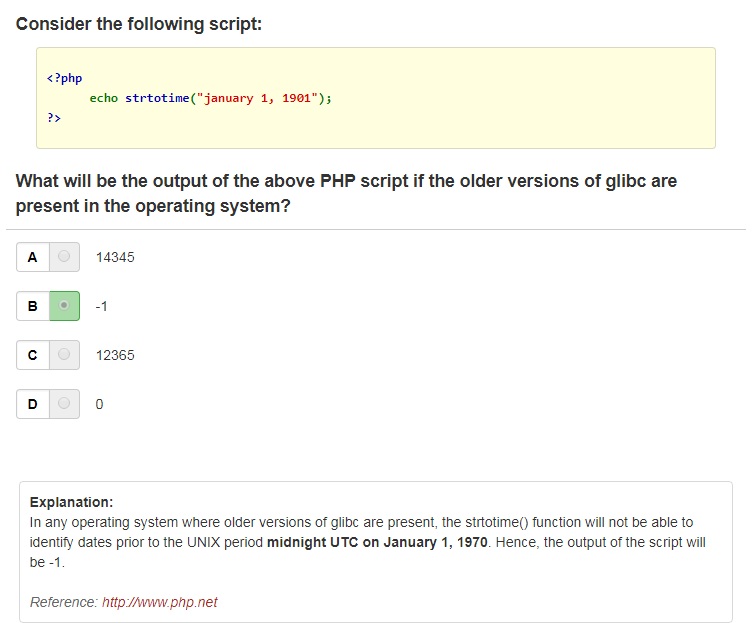 Consider the following script:
<?php
echo strtotime("january 1, 1901");
?>
What will be the output of the above PHP script if the older versions of glibc are
present in the operating system?
A 14345
B -1
C 12365
D 0
Explanation:
In any operating system where older versions of glibc are present, the strtotime() function will not be able to
identify dates prior to the UNIX period midnight UTC on January 1, 1970. Hence, the output of the script will
be -1.
Reference: http://www.php.net